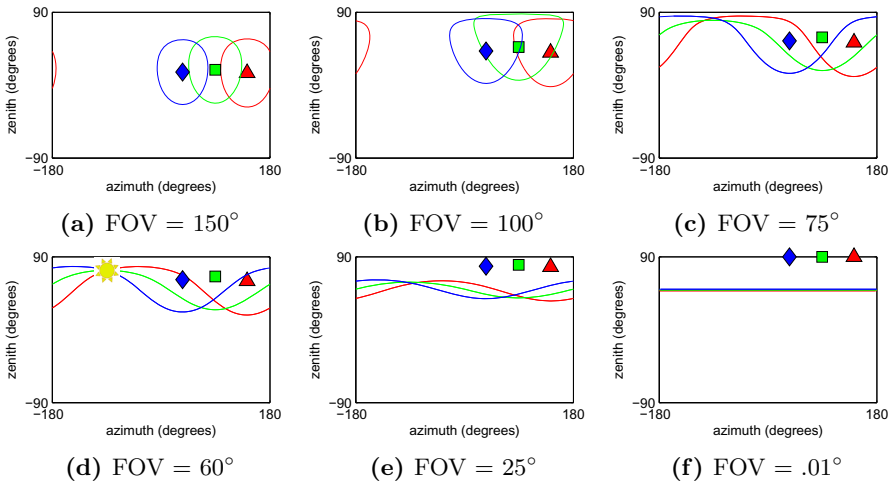 90
90
90
zenith (degrees)
zenith (degrees)
zenith (degrees)
−90
−90
−90
−180
180
−180
180
−180
180
azimuth (degrees)
azimuth (degrees)
azimuth (degrees)
(a) FOV = 150°
(b) FOV = 100°
(c) FOV = 75°
90
90
90
zenith (degrees)
zenith (degrees)
zenith (degrees)
−90
−90
−90
−180
180
−180
180
−180
180
azimuth (degrees)
azimuth (degrees)
azimuth (degrees)
(d) FOV = 60°
(e) FOV = 25°
(f) FOV = .01°